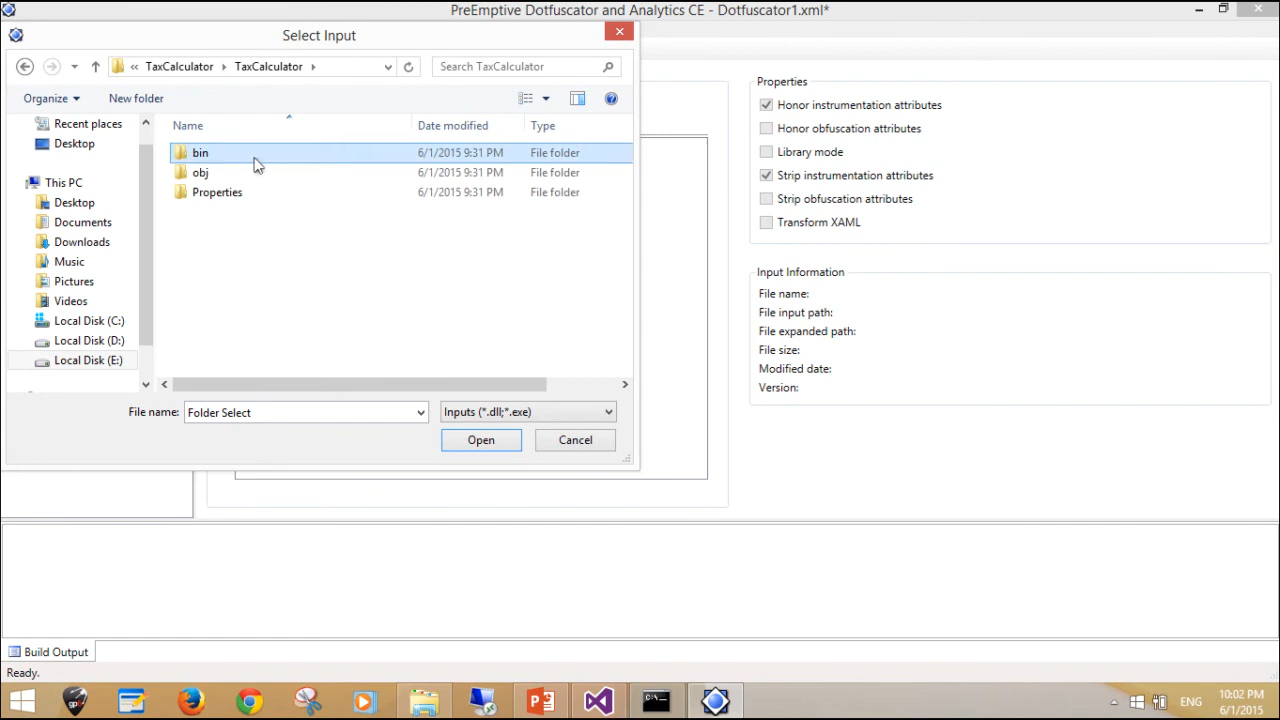 PreEmptive Dotfuscator and Analytics CE - Dotfuscator1.xml*
Select Input
« TaxCalculator TaxCalculator
Search TaxCalculator
Organize
New folder
Name
Date modified
Type
Recent places
Desktop
This PC
Desktop
Documents
Downloads
Music
Pictures
Videos
Local Disk (C:)
Local Disk (D:)
Local Disk (E:)
bin 6/1/2015 9:31 PM File folder
obj 6/1/2015 9:31 PM File folder
Properties 6/1/2015 9:31 PM File folder
File name: Folder Select
Inputs (*.dll;*.exe)
Open
Cancel
Properties
Honor instrumentation attributes
Honor obfuscation attributes
Library mode
Strip instrumentation attributes
Strip obfuscation attributes
Transform XAML
Input Information
File name:
File input path:
File expanded path:
File size:
Modified date:
Version:
Build Output
Ready.
ENG
10:02 PM
6/1/2015